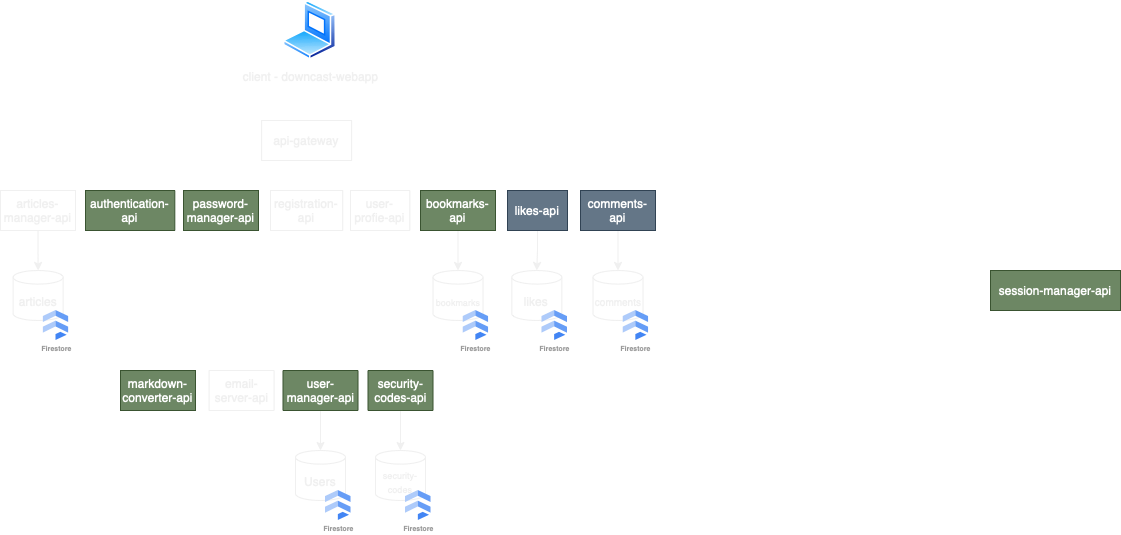 client - downcast-webapp
api-gateway
articles-
manager-api
authentication-
api
password-
manager-api
registration-
api
user-
profie-api
bookmarks-
api
likes-api
comments-
api
articles
bookmarks
likes
comments
session-manager-api
Firestore
Firestore
Firestore
Firestore
markdown-
converter-api
email-
server-api
user-
manager-api
security-
codes-api
Users
security-
codes
Firestore
Firestore